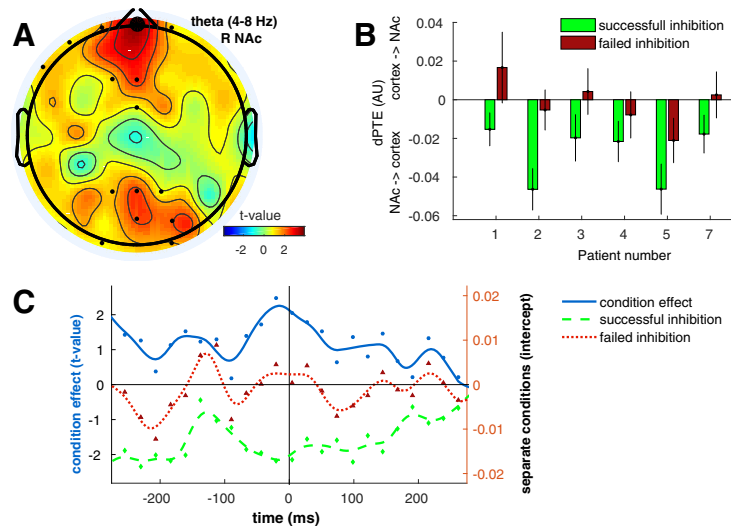 A
theta (4-8 Hz)
R NAc
t-value
-2 0 2
B
successfull inhibition
failed inhibition
NAc -> cortex cortex -> NAc
dPTE (AU)
0.04
0.02
0
-0.02
-0.04
-0.06
1 2 3 4 5 7
Patient number
C
condition effect (t-value)
2
1
0
-1
-2
-200 -100 0 100 200
time (ms)
0.02
0.01
0
-0.01
-0.02
separate conditions (intercept)
condition effect
successful inhibition
failed inhibition